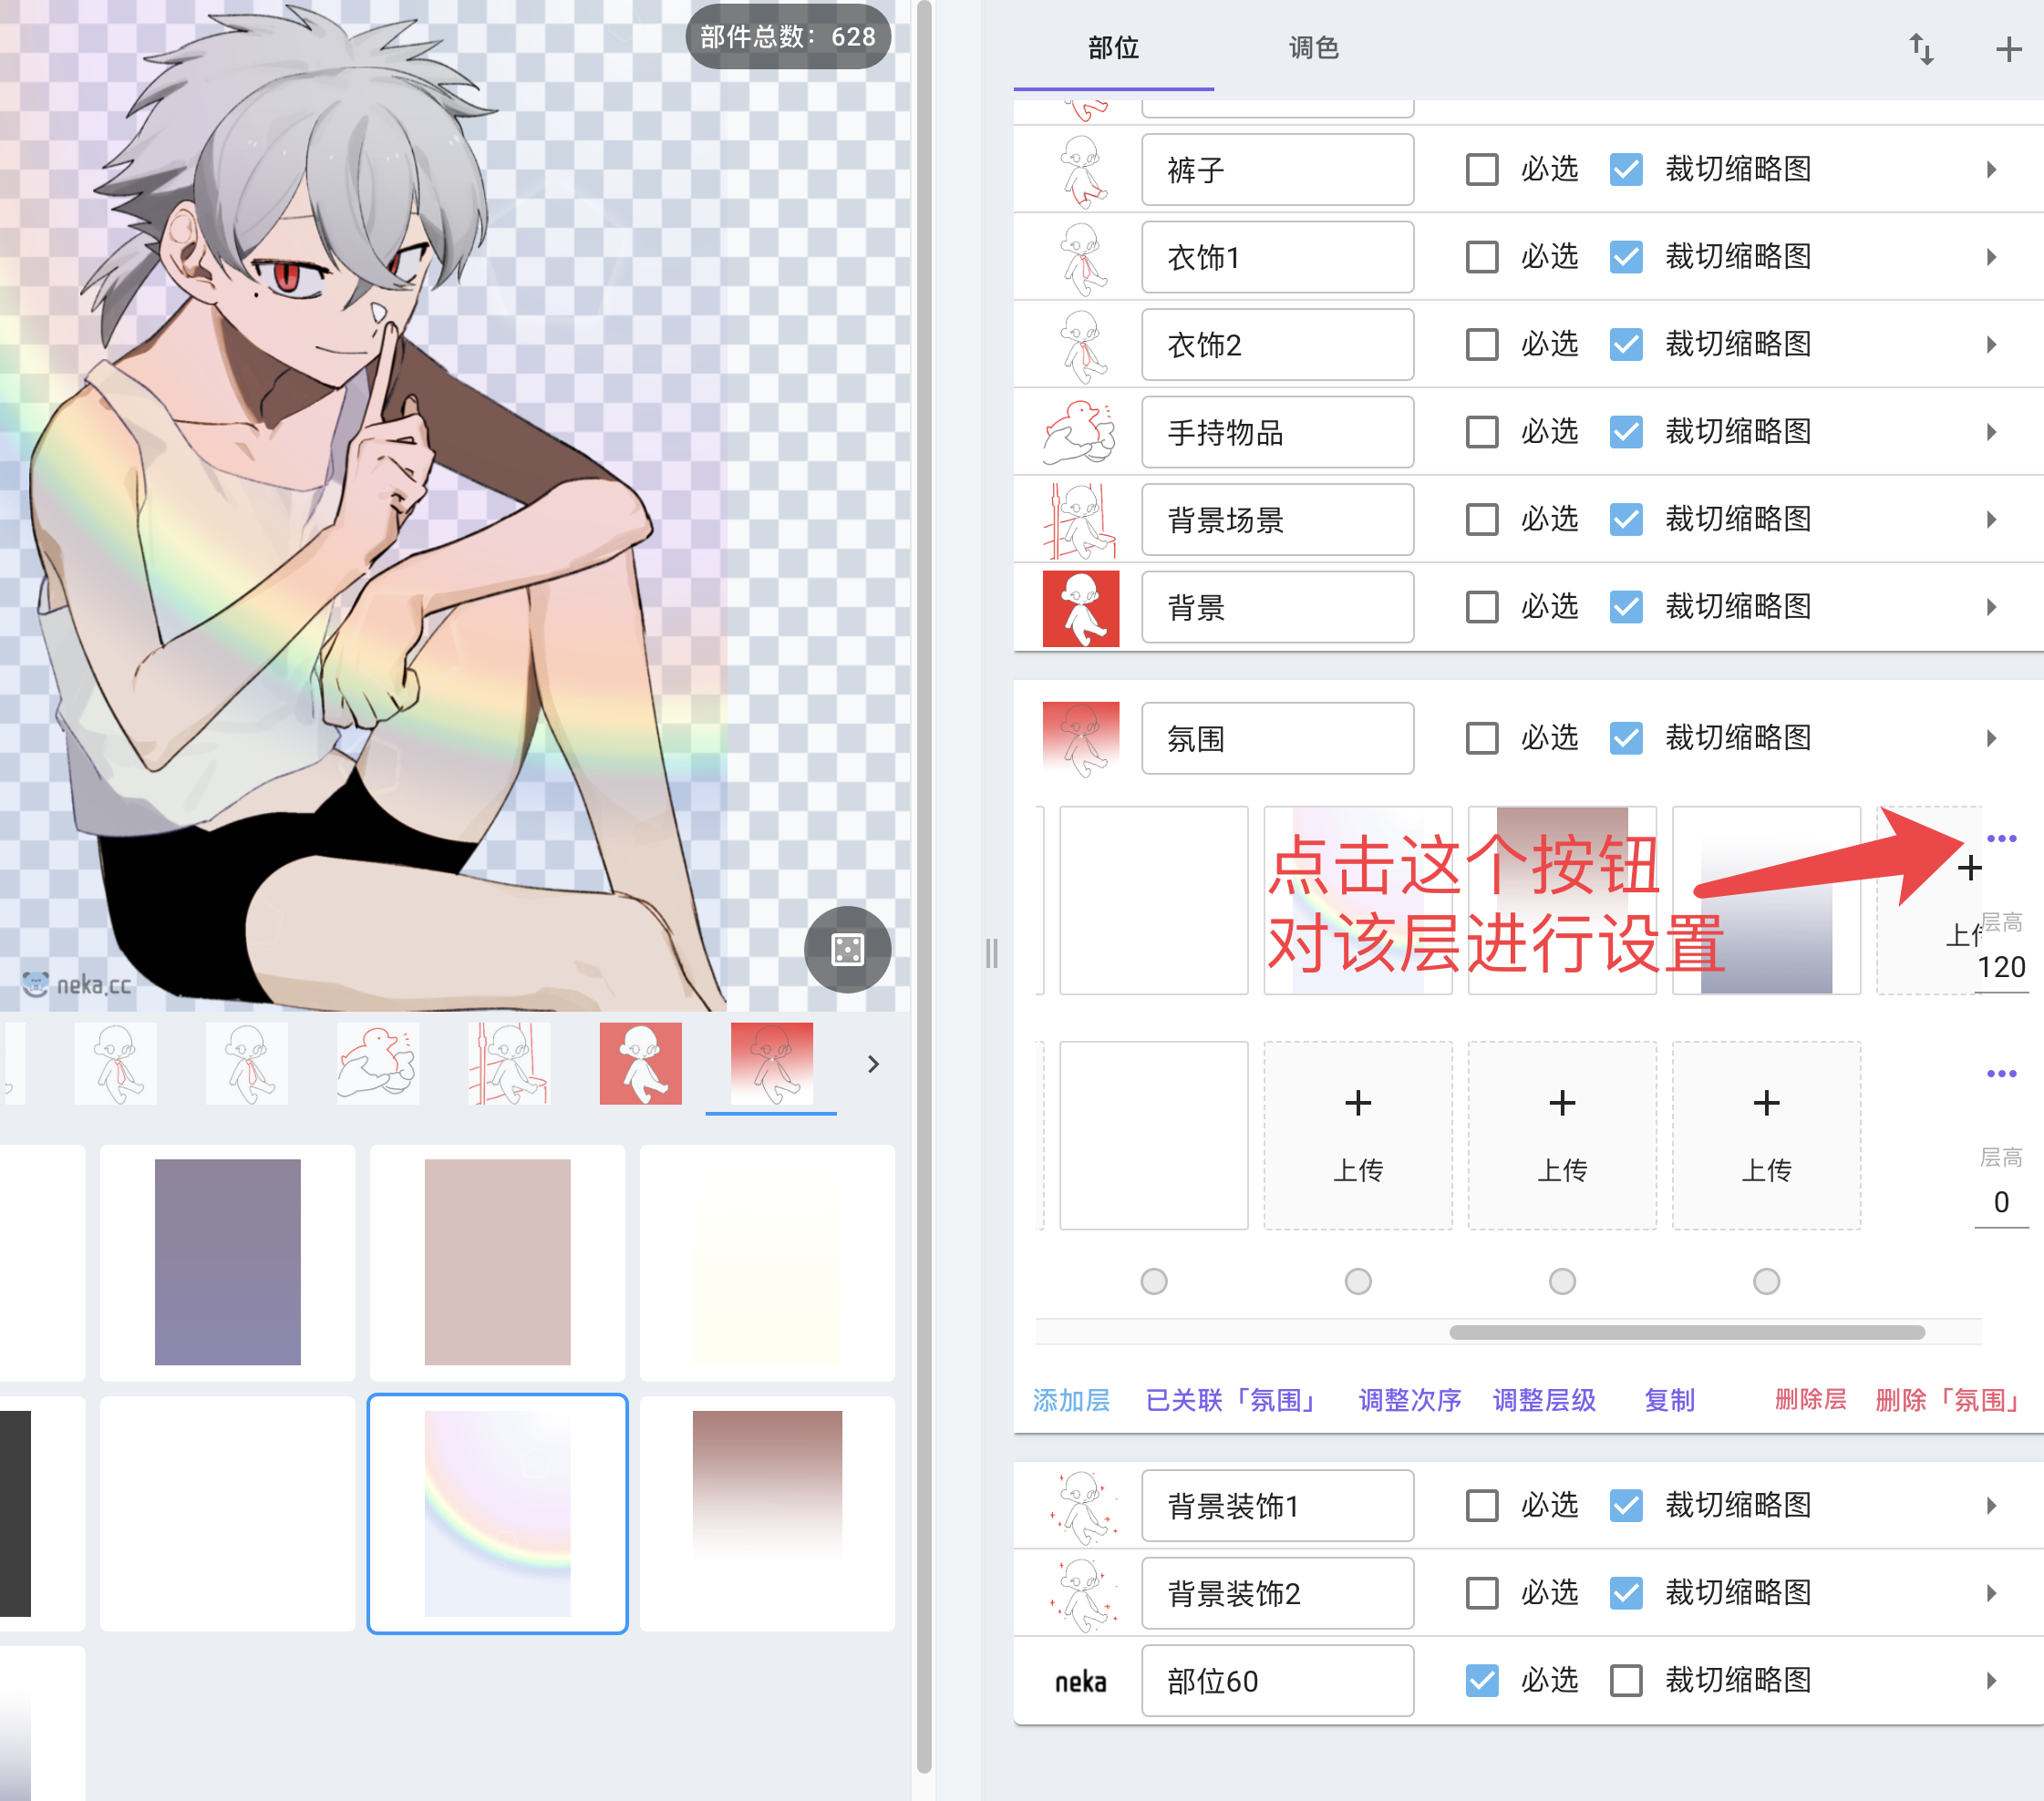 部件总数：628
neka.cc
部位
调色
裤子
必选
裁切缩略图
衣饰1
必选
裁切缩略图
衣饰2
必选
裁切缩略图
手持物品
必选
裁切缩略图
背景场景
必选
裁切缩略图
背景
必选
裁切缩略图
氛围
必选
裁切缩略图
点击这个按钮
对该层进行设置
上传
层高
120
上传
上传
上传
层高
0
添加层
已关联「氛围」
调整次序
调整层级
复制
删除层
删除「氛围」
背景装饰1
必选
裁切缩略图
背景装饰2
必选
裁切缩略图
neka
部位60
必选
裁切缩略图